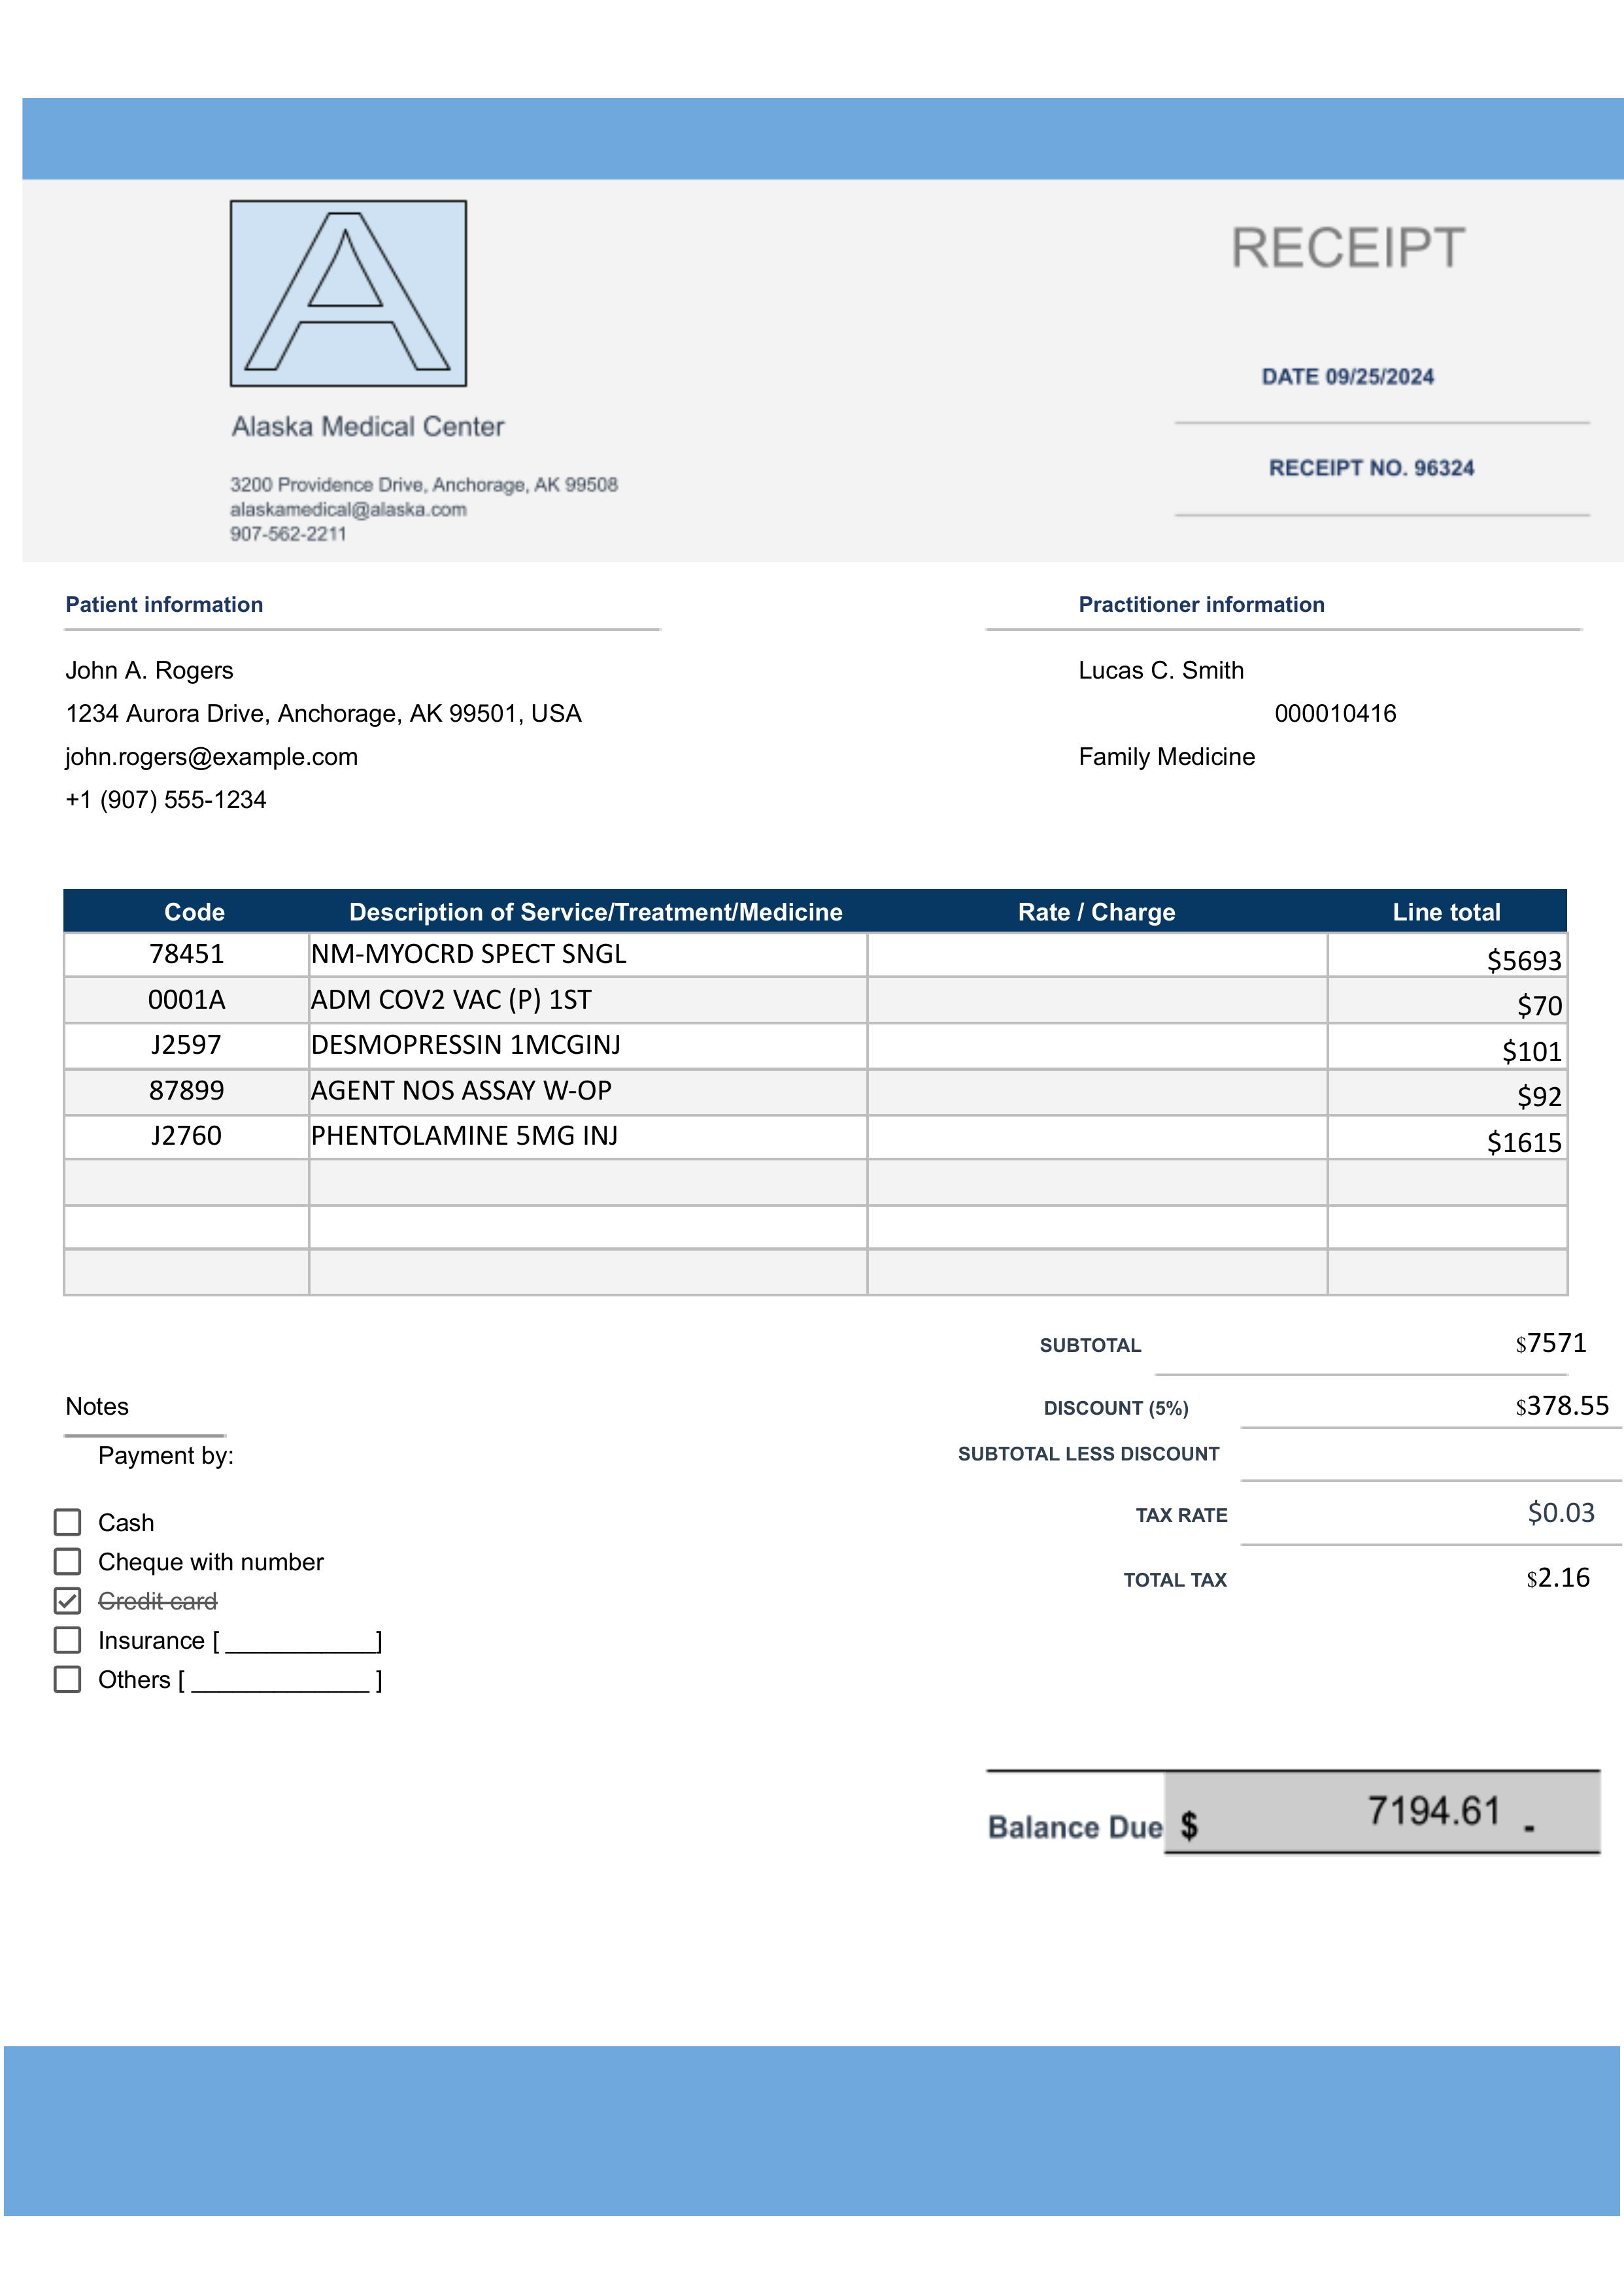 A
RECEIPT
DATE 09/25/2024
Alaska Medical Center
RECEIPT NO. 96324
3200 Providence Drive, Anchorage, AK 99508
alaskamedical@alaska.com
907-562-2211
Patient information
John A. Rogers
1234 Aurora Drive, Anchorage, AK 99501, USA
john.rogers@example.com
+1 (907) 555-1234
Practitioner information
Lucas C. Smith
000010416
Family Medicine
Code Description of Service/Treatment/Medicine Rate / Charge Line total
78451 NM-MYOCRD SPECT SNGL $5693
0001A ADM COV2 VAC (P) 1ST $70
J2597 DESMOPRESSIN 1MCGINJ $101
87899 AGENT NOS ASSAY W-OP $92
J2760 PHENTOLAMINE 5MG INJ $1615
SUBTOTAL $7571
DISCOUNT (5%) $378.55
SUBTOTAL LESS DISCOUNT
TAX RATE $0.03
TOTAL TAX $2.16
Notes
Payment by:
Cash
Cheque with number
Credit card
Insurance [ ___________]
Others [ _____________ ]
Balance Due $ 7194.61 -